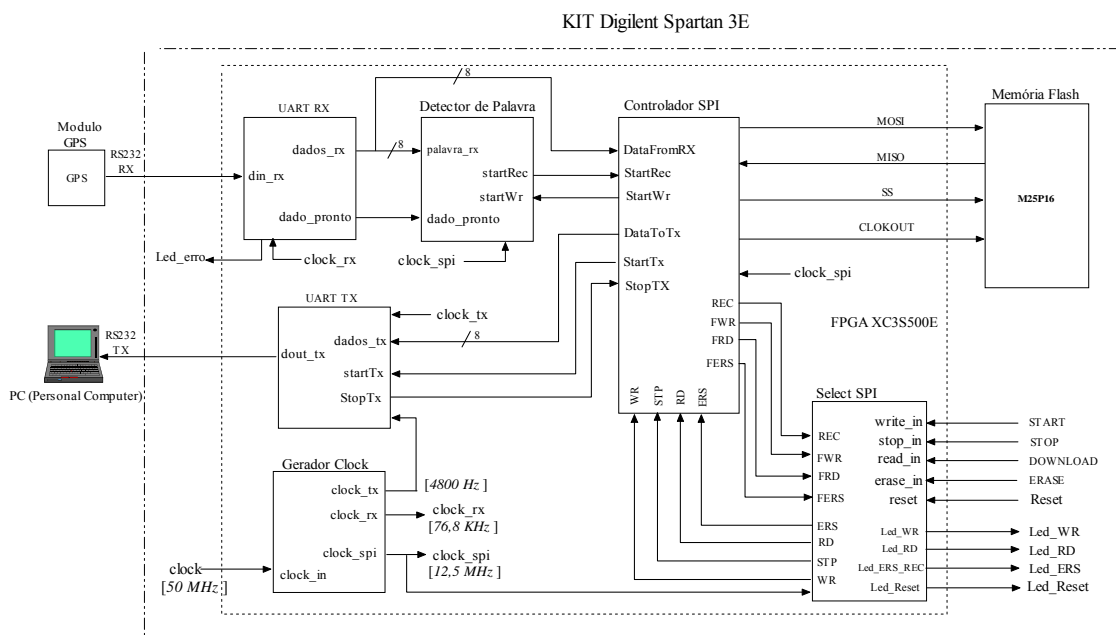 KIT Digilent Spartan 3E
Modulo
GPS
GPS
RS232
RX
UART RX
dados_rx
din_rx
dado_pronto
Led_erro
clock_rx
8
8
Detector de Palavra
palavra_rx
startRec
startWr
dado_pronto
clock_spi
Controlador SPI
DataFromRX
StartRec
StartWr
DataToTx
StartTx
StopTX
REC
FWR
FRD
FERS
WR
STP
RD
ERS
clock_spi
MOSI
MISO
SS
CLOKOUT
Memória Flash
M25P16
FPGA XC3S500E
PC (Personal Computer)
RS232
TX
UART TX
clock_tx
dados_tx
8
dout_tx
startTx
StopTx
Gerador Clock
clock_tx
clock_rx
clock_spi
clock_in
clock
[50 MHz ]
[4800 Hz ]
clock_rx
[76,8 KHz ]
clock_spi
[12,5 MHz ]
Select SPI
write_in
stop_in
read_in
erase_in
reset
REC
FWR
FRD
FERS
ERS
RD
STP
WR
Led_WR
Led_RD
Led_ERS_REC
Led_Reset
START
STOP
DOWNLOAD
ERASE
Reset
Led_WR
Led_RD
Led_ERS
Led_Reset